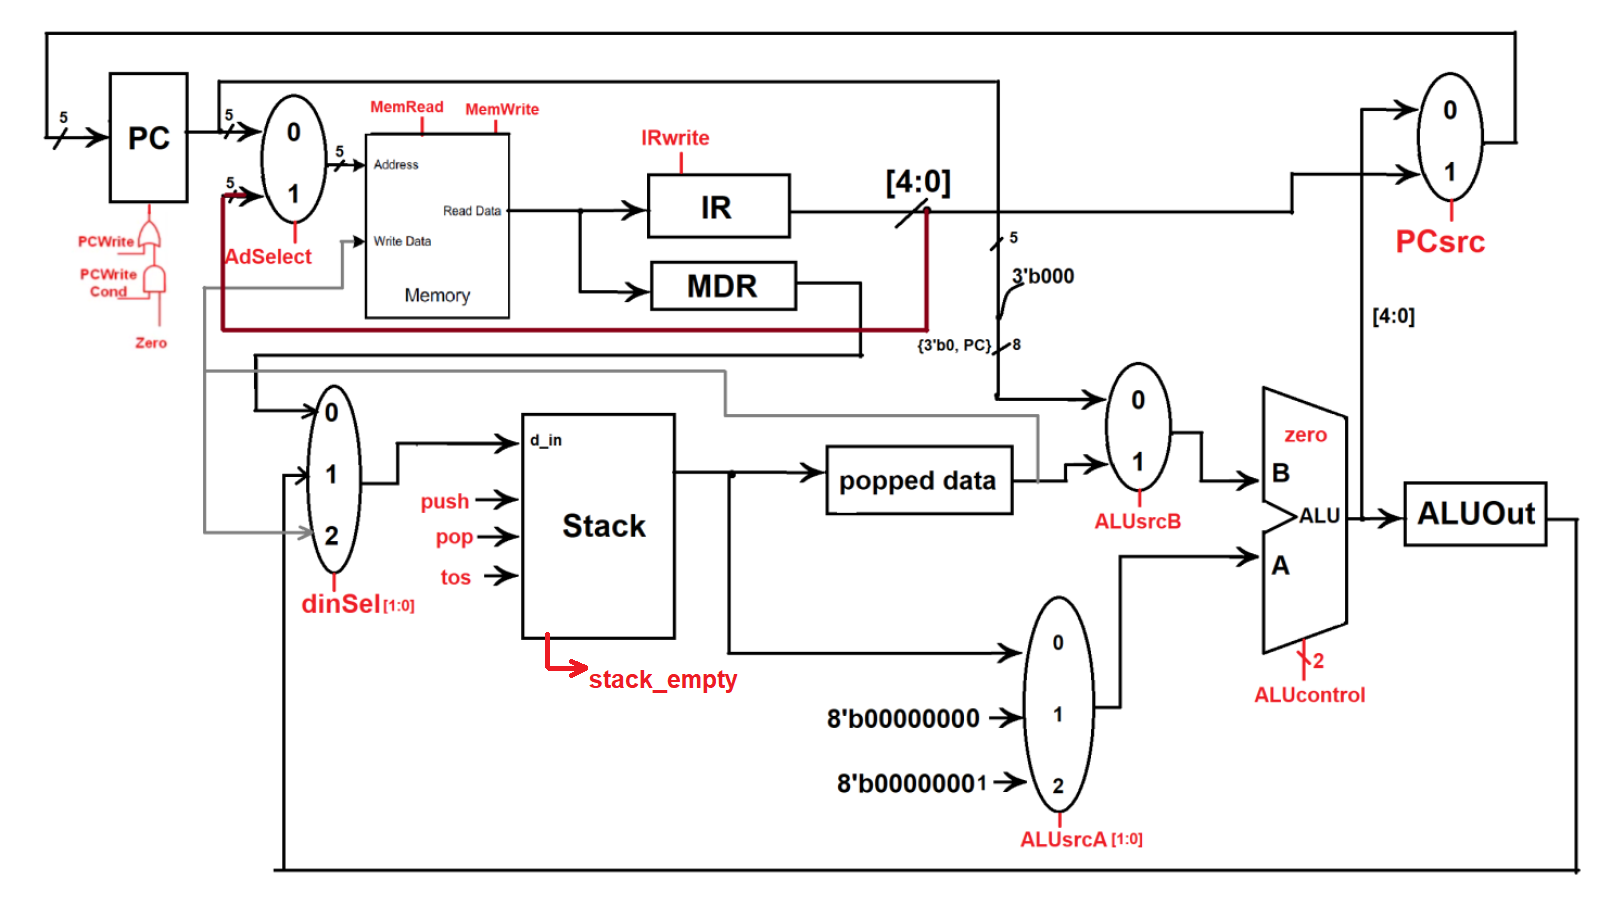 5
PC
5
0
1
5
5
AdSelect
PCWrite
PCWrite
Cond
Zero
MemRead
MemWrite
Address
Read Data
Write Data
Memory
IRwrite
IR
MDR
[4:0]
5
3'b000
{3'b0, PC}
8
0
1
PCsrc
[4:0]
0
1
2
dinSel [1:0]
d_in
push
pop
tos
Stack
stack_empty
popped data
0
1
ALUsrcB
zero
B
ALU
A
2
ALUcontrol
ALUOut
0
8'b00000000
1
8'b000000001
2
ALUsrcA [1:0]